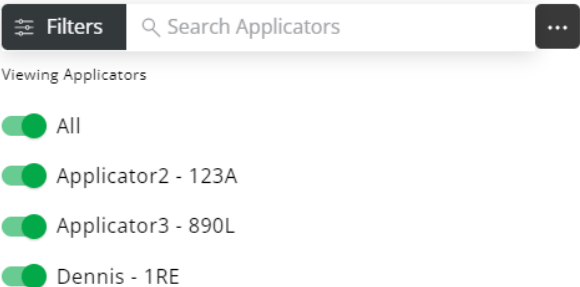 Filters Search Applicators ...
Viewing Applicators
All
Applicator2 - 123A
Applicator3 - 890L
Dennis - 1RE